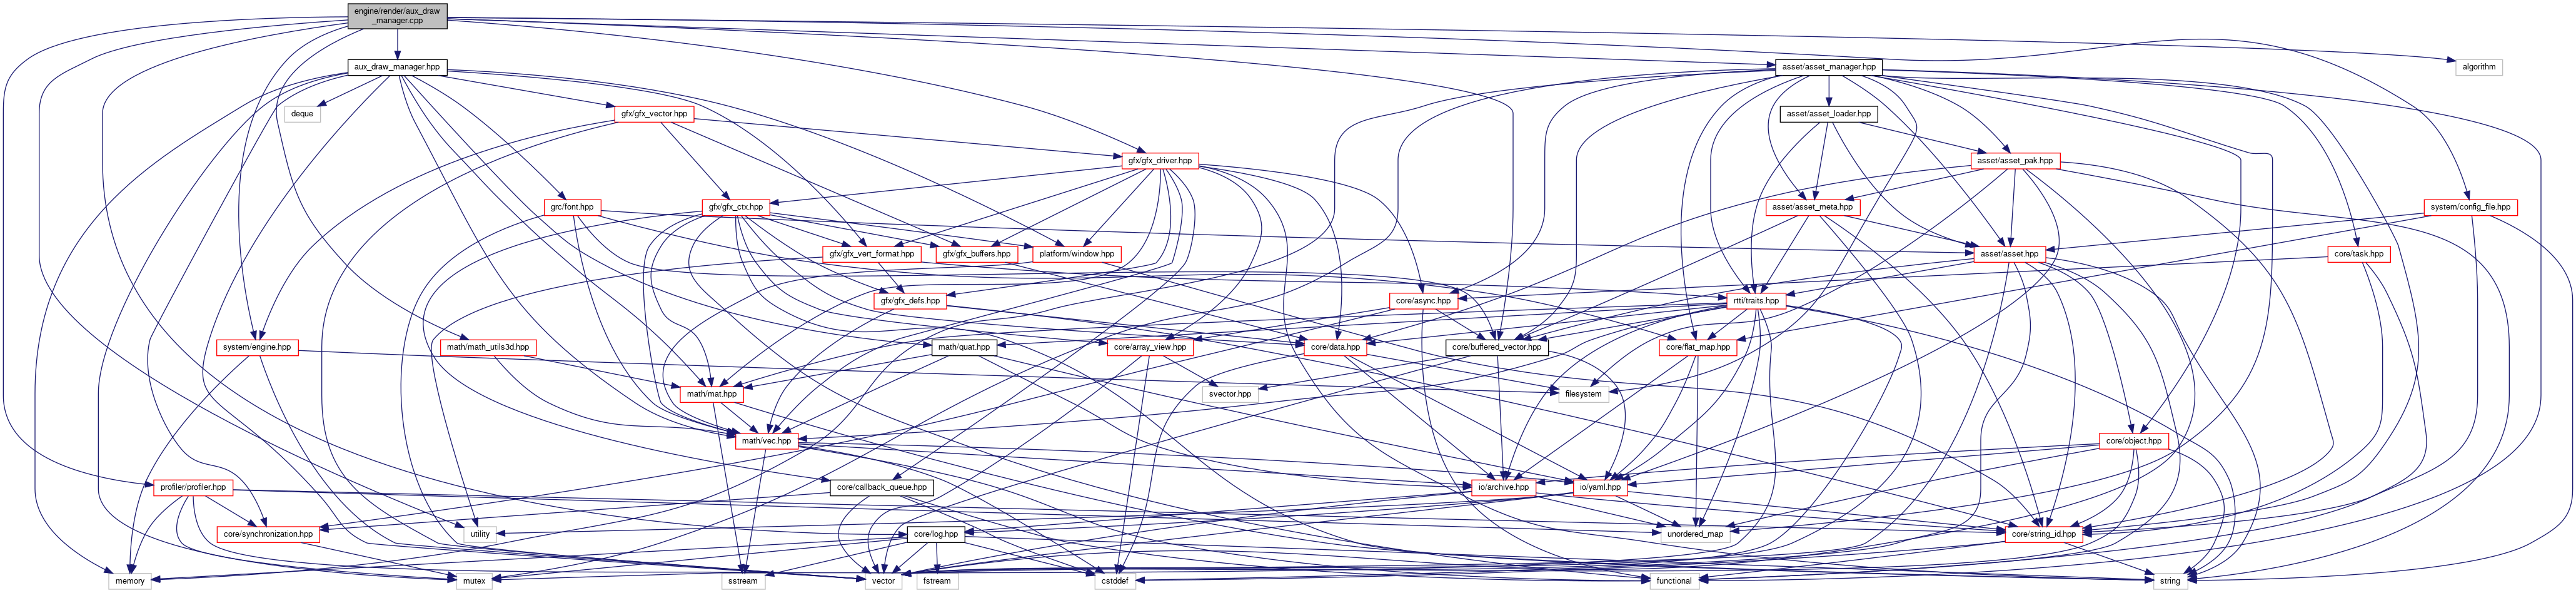 engine/render/aux_draw
_manager.cpp
aux_draw_manager.hpp
asset/asset_manager.hpp
algorithm
deque
gfx/gfx_vector.hpp
asset/asset_loader.hpp
gfx/gfx_driver.hpp
asset/asset_pak.hpp
grc/font.hpp
gfx/gfx_ctx.hpp
asset/asset_meta.hpp
system/config_file.hpp
gfx/gfx_vert_format.hpp
gfx/gfx_buffers.hpp
platform/window.hpp
asset/asset.hpp
core/task.hpp
gfx/gfx_defs.hpp
core/async.hpp
rtti/traits.hpp
system/engine.hpp
math/math_utils3d.hpp
math/quat.hpp
core/array_view.hpp
core/data.hpp
core/buffered_vector.hpp
core/flat_map.hpp
math/mat.hpp
svector.hpp
filesystem
math/vec.hpp
core/object.hpp
profiler/profiler.hpp
core/callback_queue.hpp
io/archive.hpp
io/yaml.hpp
core/synchronization.hpp
utility
core/log.hpp
unordered_map
core/string_id.hpp
memory
mutex
sstream
vector
fstream
cstddef
functional
string